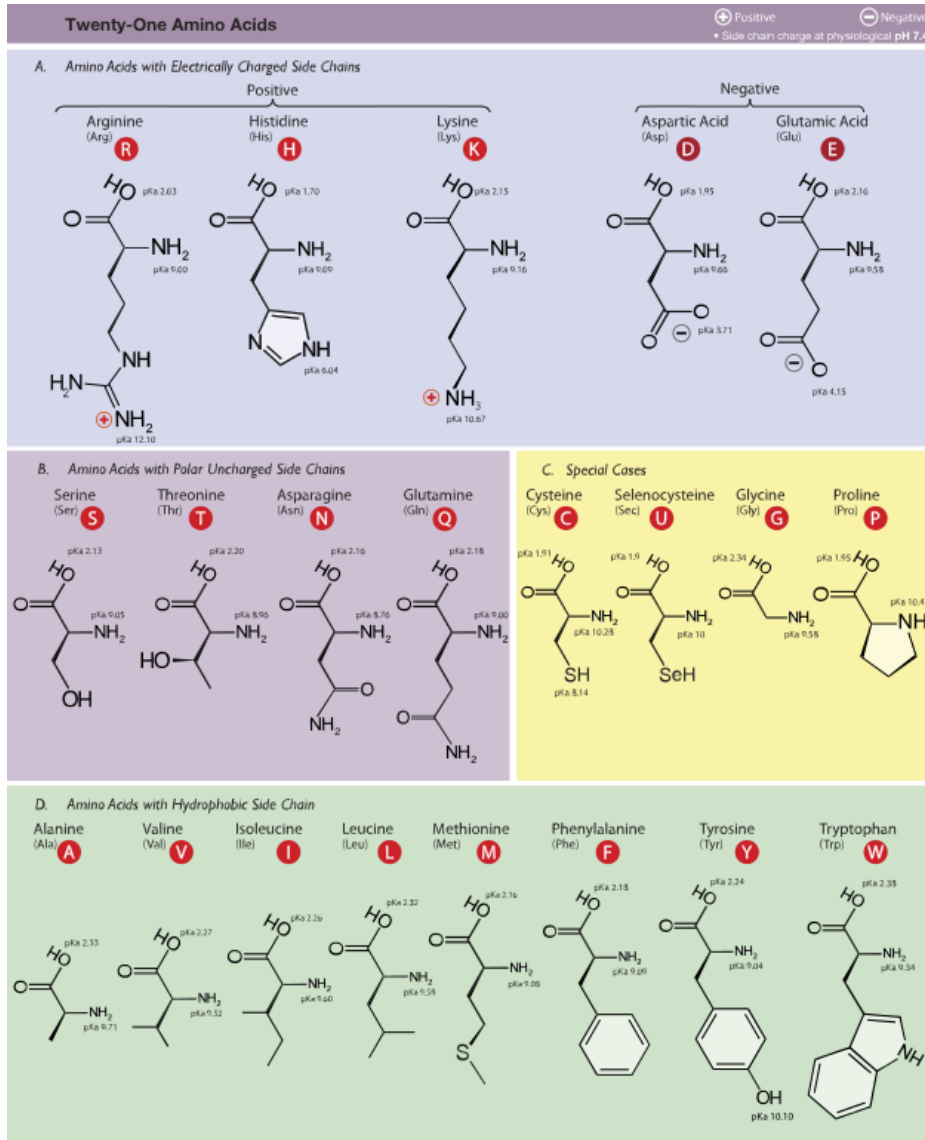 Twenty-One Amino Acids
⊕ Positive ⊖ Negative
• Side chain charge at physiological pH 7.4
A. Amino Acids with Electrically Charged Side Chains
Positive
Negative
Arginine
(Arg)
R
Histidine
(His)
H
Lysine
(Lys)
K
Aspartic Acid
(Asp)
D
Glutamic Acid
(Glu)
E
pKa 2.03
HO
O
NH2
pKa 9.00
NH
H2N
NH2
pKa 12.10
pKa 1.70
HO
O
NH2
pKa 9.09
N
NH
pKa 6.04
pKa 2.15
HO
O
NH2
pKa 9.16
NH3
pKa 10.67
pKa 1.95
HO
O
NH2
pKa 9.66
O
O
pKa 3.71
pKa 2.16
HO
O
NH2
pKa 9.58
O
O
pKa 4.15
B. Amino Acids with Polar Uncharged Side Chains
Serine
(Ser)
S
Threonine
(Thr)
T
Asparagine
(Asn)
N
Glutamine
(Gln)
Q
pKa 2.13
HO
O
pKa 9.05
NH2
OH
pKa 2.20
HO
O
pKa 8.96
NH2
HO
pKa 2.16
HO
O
pKa 8.76
NH2
O
NH2
pKa 2.18
HO
O
pKa 9.00
NH2
O
NH2
C. Special Cases
Cysteine
(Cys)
C
Selenocysteine
(Sec)
U
Glycine
(Gly)
G
Proline
(Pro)
P
pKa 1.91
HO
O
NH2
pKa 10.28
SH
pKa 8.14
pKa 1.9
HO
O
NH2
pKa 10
SeH
pKa 2.34
HO
O
NH2
pKa 9.58
pKa 1.95
HO
O
pKa 10.4
NH
D. Amino Acids with Hydrophobic Side Chain
Alanine
(Ala)
A
Valine
(Val)
V
Isoleucine
(Ile)
I
Leucine
(Leu)
L
Methionine
(Met)
M
Phenylalanine
(Phe)
F
Tyrosine
(Tyr)
Y
Tryptophan
(Trp)
W
pKa 2.33
HO
O
NH2
pKa 9.71
pKa 2.27
HO
O
NH2
pKa 9.52
pKa 2.26
HO
O
NH2
pKa 9.60
pKa 2.32
HO
O
NH2
pKa 9.58
pKa 2.16
HO
O
NH2
pKa 9.08
S
pKa 2.18
HO
O
NH2
pKa 9.09
pKa 2.24
HO
O
NH2
pKa 9.04
OH
pKa 10.10
pKa 2.38
HO
O
NH2
pKa 9.34
NH